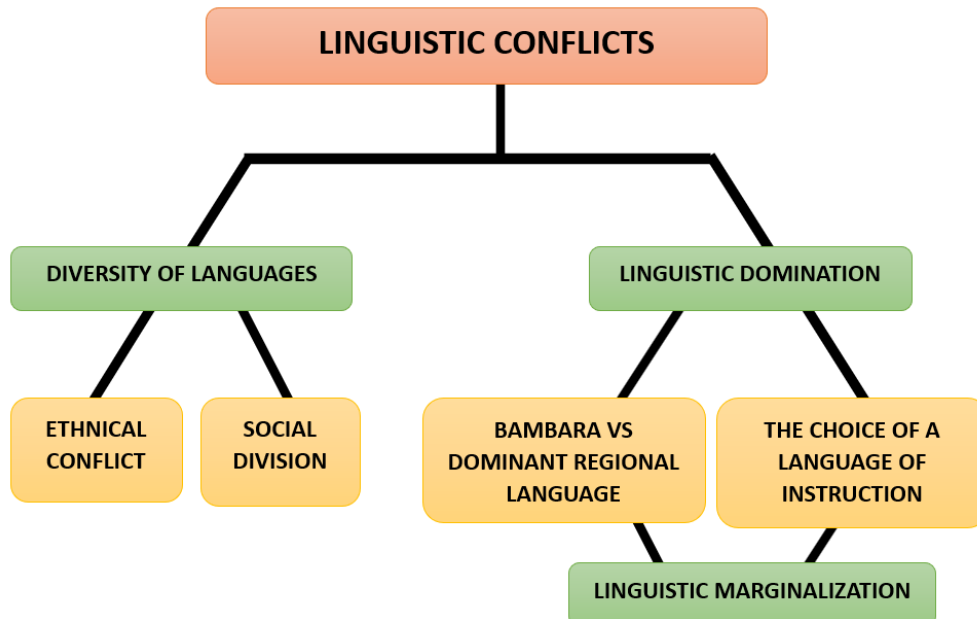 LINGUISTIC CONFLICTS
DIVERSITY OF LANGUAGES
LINGUISTIC DOMINATION
ETHNICAL
CONFLICT
SOCIAL
DIVISION
BAMBARA VS
DOMINANT REGIONAL
LANGUAGE
THE CHOICE OF A
LANGUAGE OF
INSTRUCTION
LINGUISTIC MARGINALIZATION